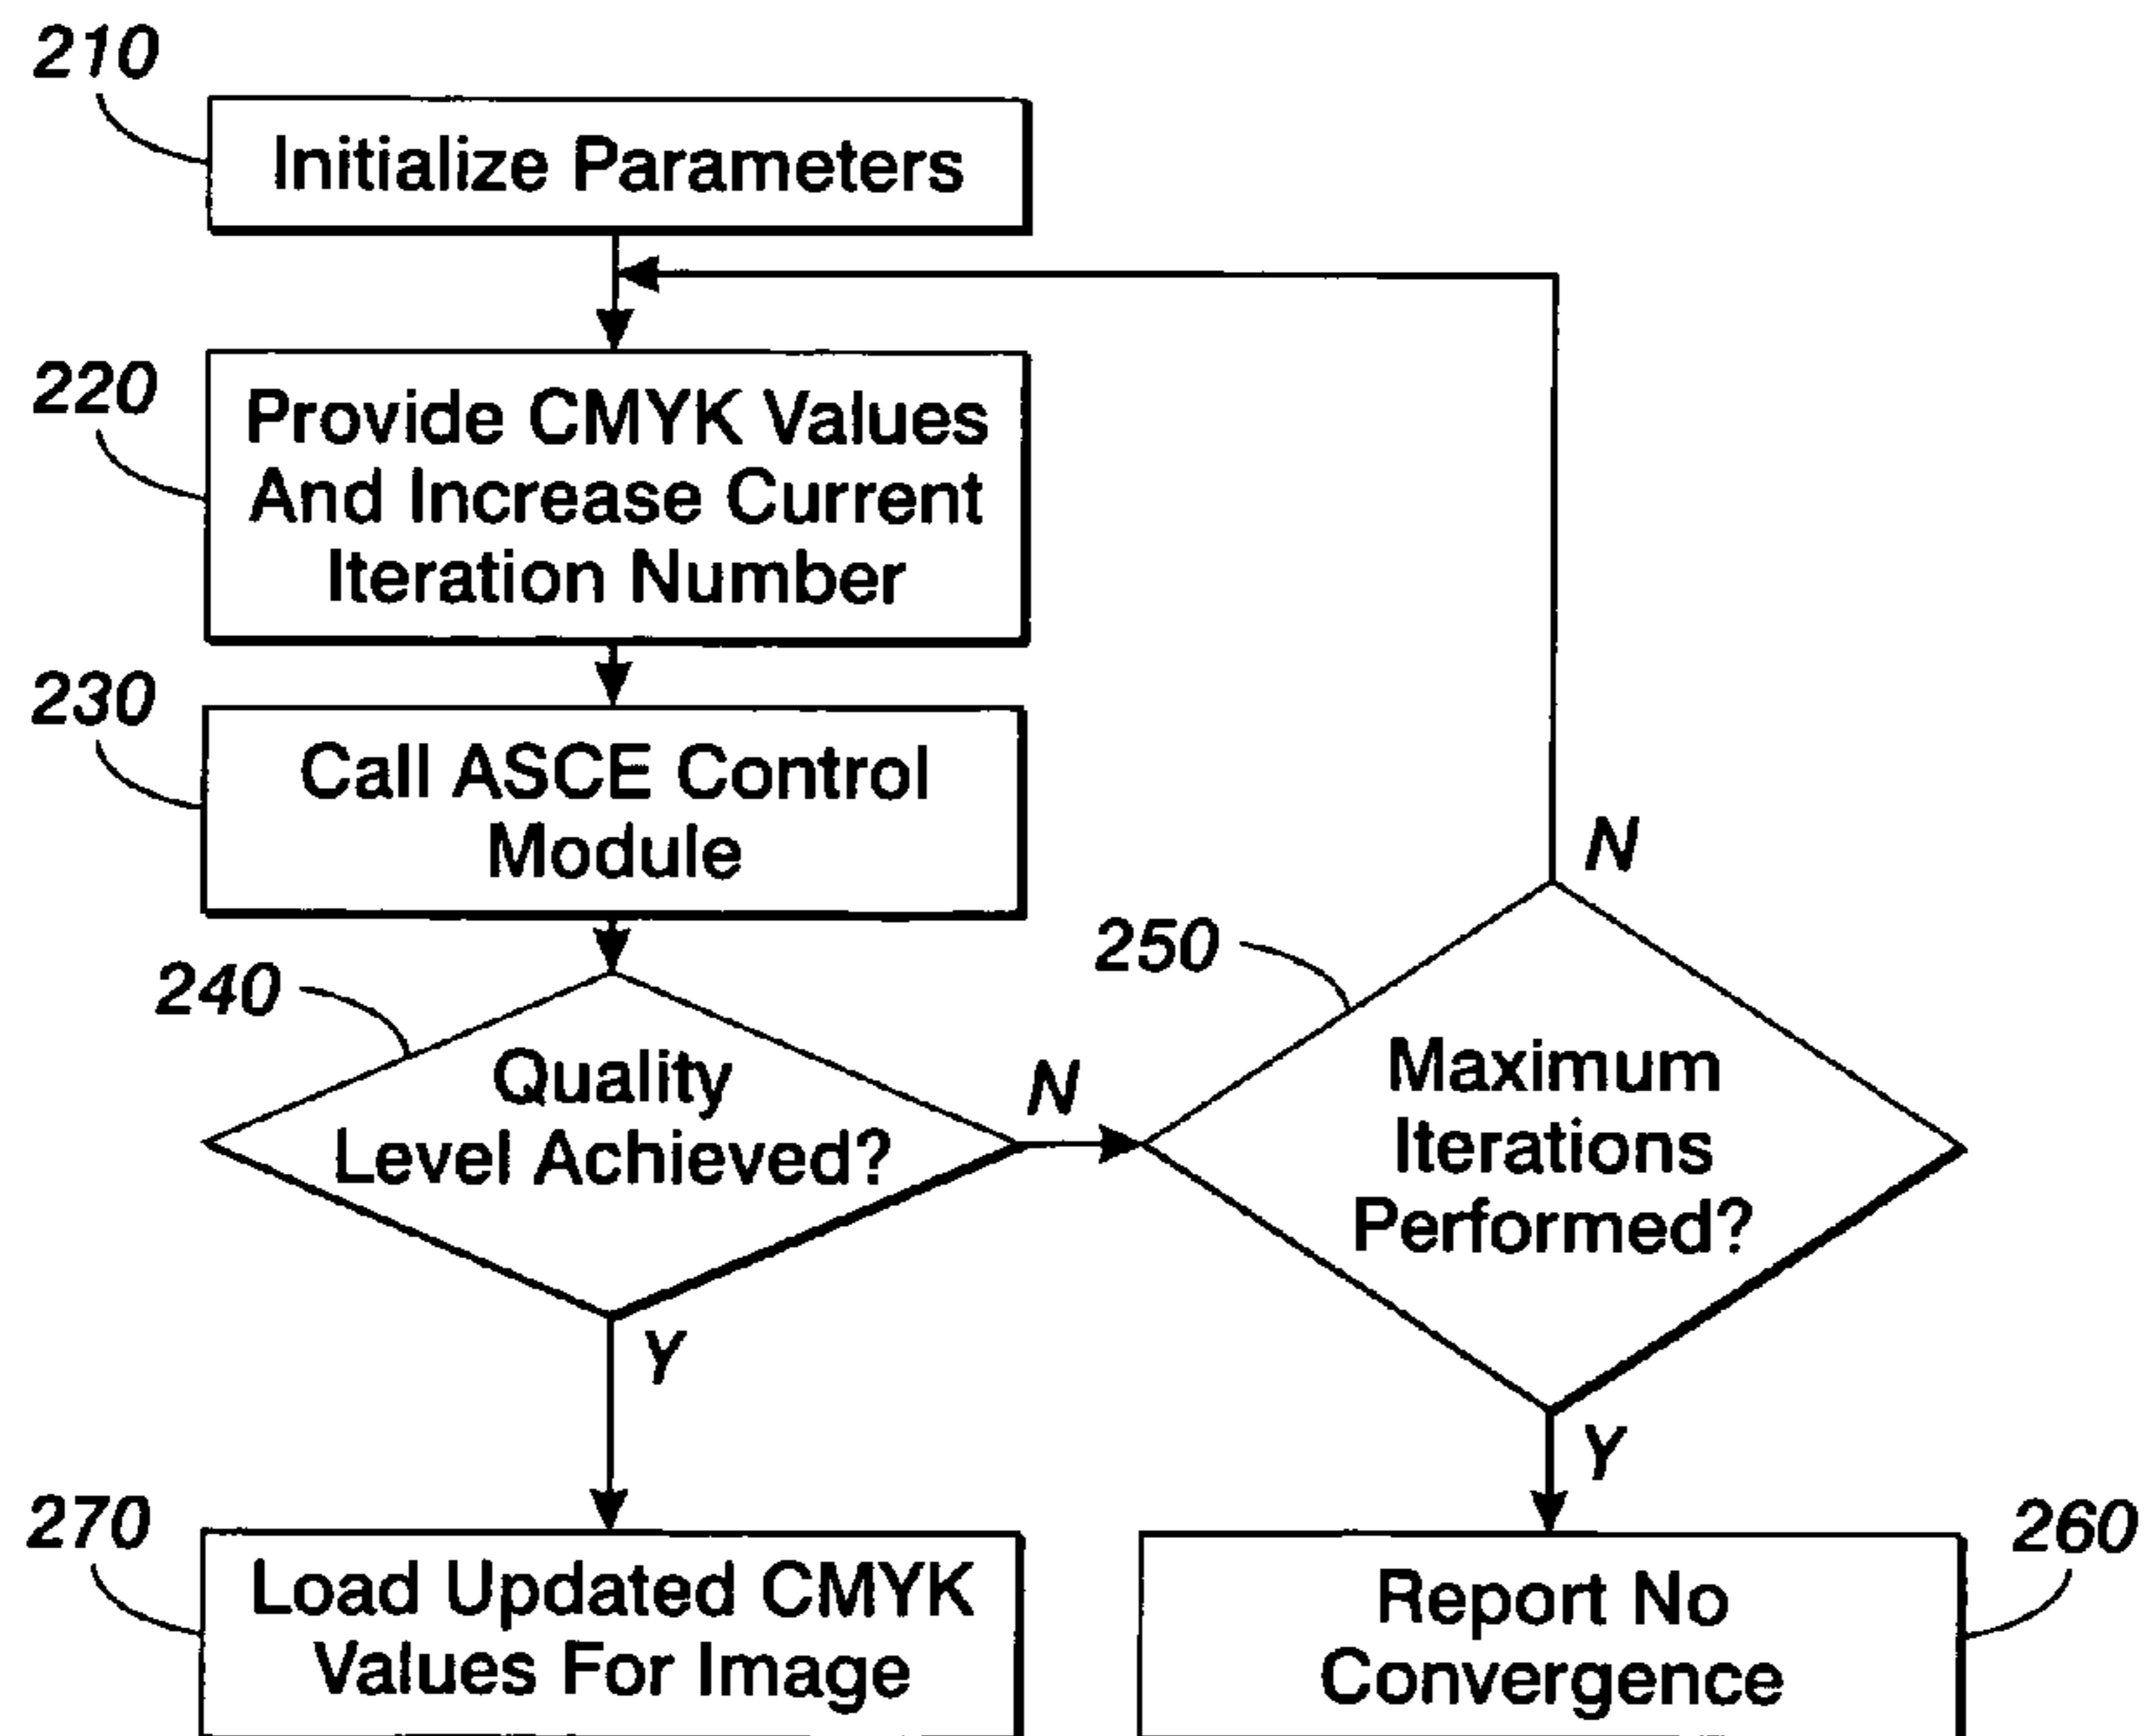 210
Initialize Parameters
220
Provide CMYK Values
And Increase Current
Iteration Number
230
Call ASCE Control
Module
N
240
250
Quality
Level Achieved?
N
Maximum
Iterations
Performed?
Y
Y
270
Load Updated CMYK
Values For Image
260
Report No
Convergence